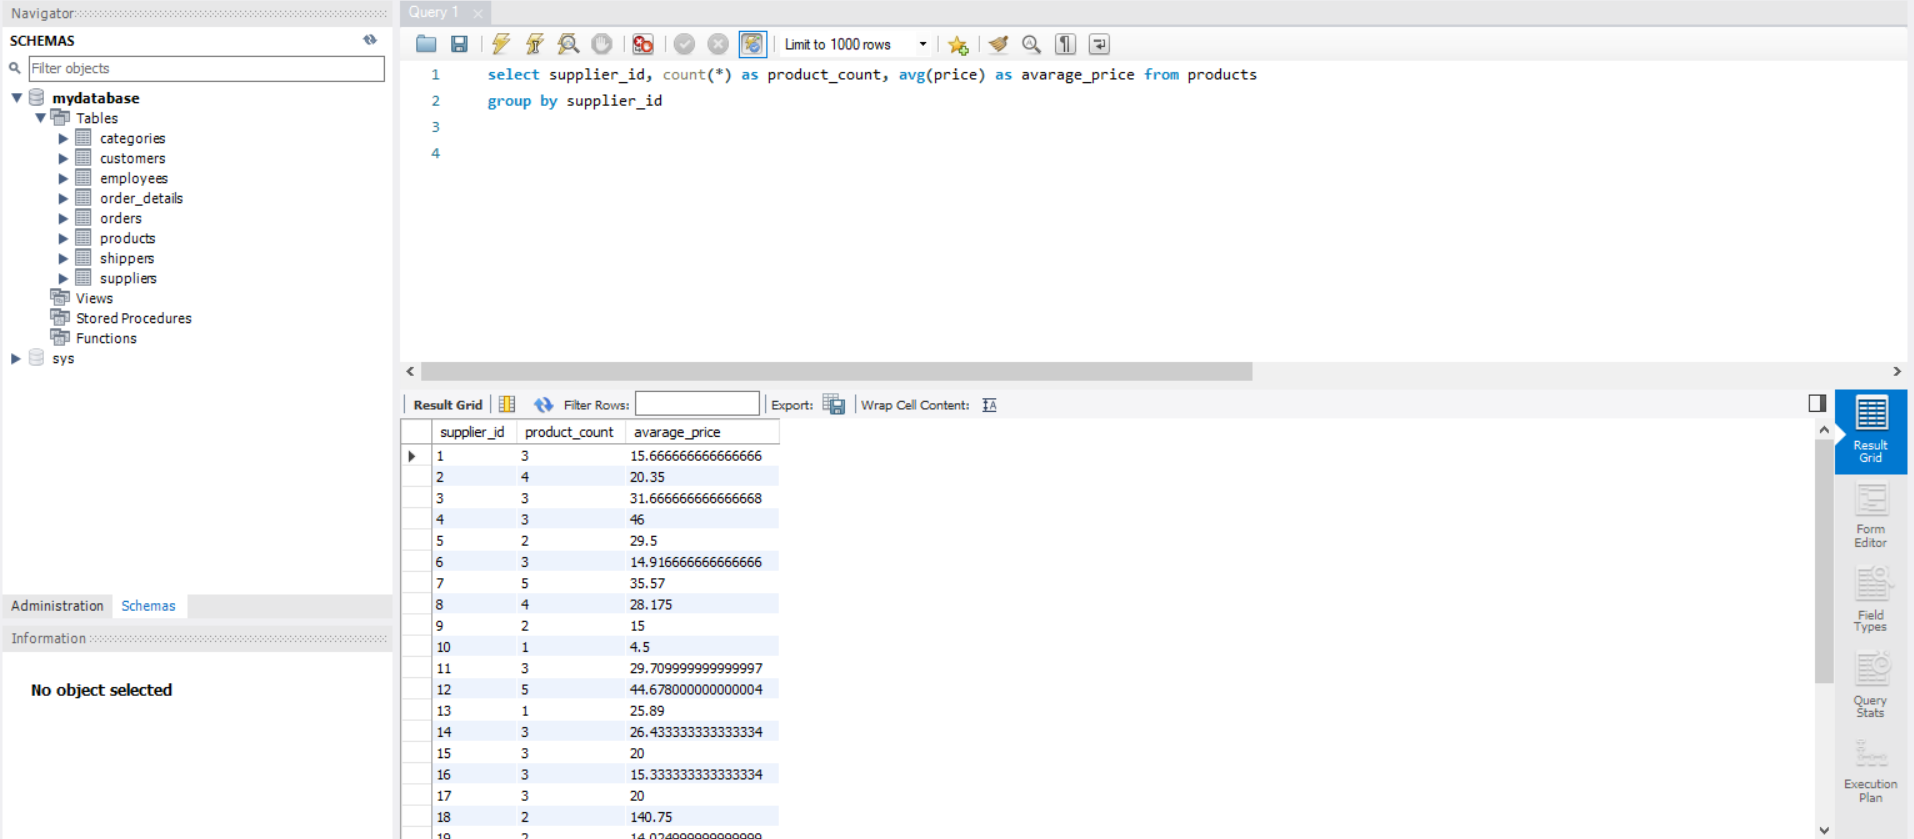 Navigator
SCHEMAS
Filter objects
mydatabase
Tables
categories
customers
employees
order_details
orders
products
shippers
suppliers
Views
Stored Procedures
Functions
sys
Administration Schemas
Information
No object selected
Query 1
Limit to 1000 rows
1 select supplier_id, count(*) as product_count, avg(price) as avarage_price from products
2 group by supplier_id
3
4
Result Grid Filter Rows: Export: Wrap Cell Content:
supplier_id product_count avarage_price
1 3 15.666666666666666
2 4 20.35
3 3 31.666666666666668
4 3 46
5 2 29.5
6 3 14.916666666666666
7 5 35.57
8 4 28.175
9 2 15
10 1 4.5
11 3 29.709999999999997
12 5 44.678000000000004
13 1 25.89
14 3 26.433333333333334
15 3 20
16 3 15.333333333333334
17 3 20
18 2 140.75
19 2 14.024999999999999
Result
Grid
Form
Editor
Field
Types
Query
Stats
Execution
Plan